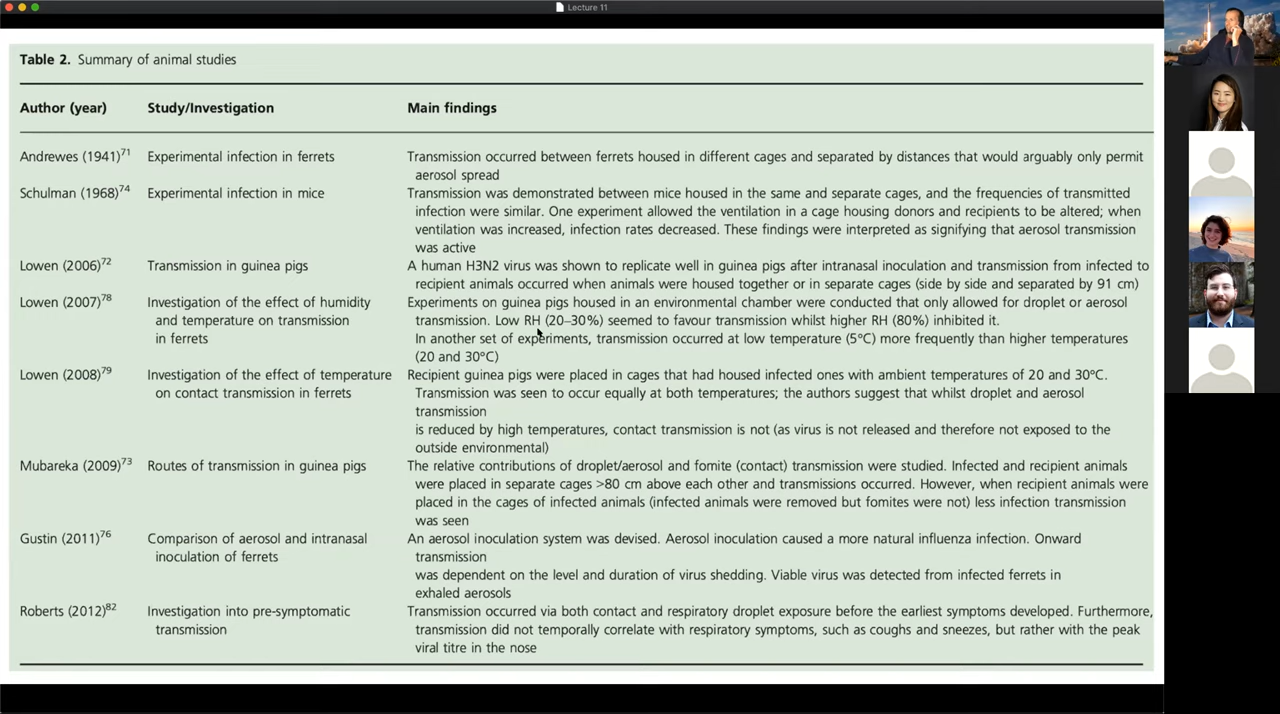 Lecture 11
Table 2. Summary of animal studies
Author (year) Study/Investigation Main findings
Andrewes (1941)71 Experimental infection in ferrets Transmission occurred between ferrets housed in different cages and separated by distances that would arguably only permit
aerosol spread
Schulman (1968)74 Experimental infection in mice Transmission was demonstrated between mice housed in the same and separate cages, and the frequencies of transmitted
infection were similar. One experiment allowed the ventilation in a cage housing donors and recipients to be altered; when
ventilation was increased, infection rates decreased. These findings were interpreted as signifying that aerosol transmission
was active
Lowen (2006)72 Transmission in guinea pigs A human H3N2 virus was shown to replicate well in guinea pigs after intranasal inoculation and transmission from infected to
recipient animals occurred when animals were housed together or in separate cages (side by side and separated by 91 cm)
Lowen (2007)78 Investigation of the effect of humidity Experiments on guinea pigs housed in an environmental chamber were conducted that only allowed for droplet or aerosol
and temperature on transmission transmission. Low RH (20–30%) seemed to favour transmission whilst higher RH (80%) inhibited it.
in ferrets In another set of experiments, transmission occurred at low temperature (5ºC) more frequently than higher temperatures
(20 and 30ºC)
Lowen (2008)79 Investigation of the effect of temperature Recipient guinea pigs were placed in cages that had housed infected ones with ambient temperatures of 20 and 30ºC.
on contact transmission in ferrets Transmission was seen to occur equally at both temperatures; the authors suggest that whilst droplet and aerosol
transmission
is reduced by high temperatures, contact transmission is not (as virus is not released and therefore not exposed to the
outside environmental)
Mubareka (2009)73 Routes of transmission in guinea pigs The relative contributions of droplet/aerosol and fomite (contact) transmission were studied. Infected and recipient animals
were placed in separate cages >80 cm above each other and transmissions occurred. However, when recipient animals were
placed in the cages of infected animals (infected animals were removed but fomites were not) less infection transmission
was seen
Gustin (2011)76 Comparison of aerosol and intranasal An aerosol inoculation system was devised. Aerosol inoculation caused a more natural influenza infection. Onward
inoculation of ferrets transmission
was dependent on the level and duration of virus shedding. Viable virus was detected from infected ferrets in
exhaled aerosols
Roberts (2012)82 Investigation into pre-symptomatic Transmission occurred via both contact and respiratory droplet exposure before the earliest symptoms developed. Furthermore,
transmission transmission did not temporally correlate with respiratory symptoms, such as coughs and sneezes, but rather with the peak
viral titre in the nose